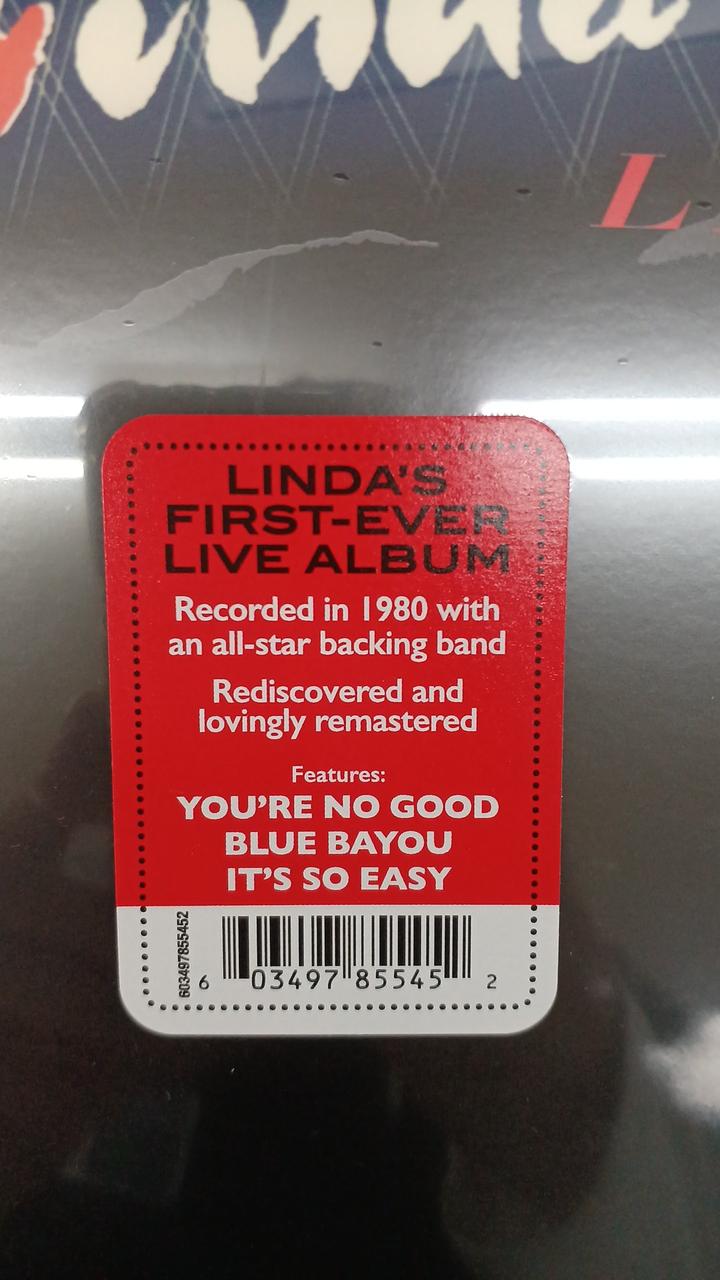 L
LINDA'S
FIRST-EVER
LIVE ALBUM
Recorded in 1980 with
an all-star backing band
Rediscovered and
lovingly remastered
Features:
YOU'RE NO GOOD
BLUE BAYOU
IT'S SO EASY
603497855452
6 03497 85545 2